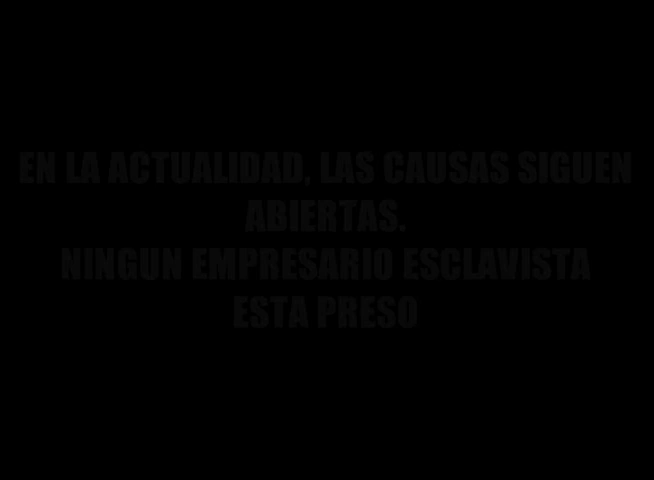 EN LA ACTUALIDAD, LAS CAUSAS SIGUEN
ABIERTAS.
NINGUN EMPRESARIO ESCLAVISTA
ESTA PRESO